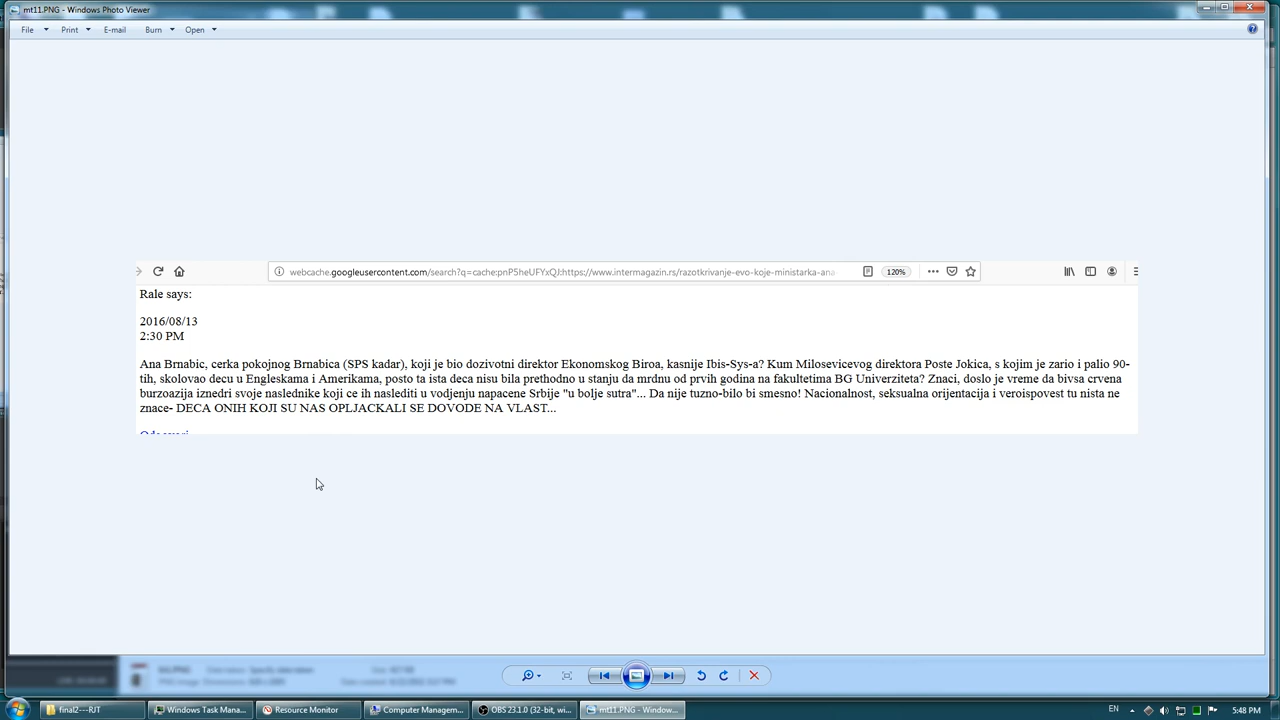 mt11.PNG - Windows Photo Viewer
File Print E-mail Burn Open
webcache.googleusercontent.com/search?q=cache:pnP5heUFYxQJ:https://www.intermagazin.rs/razotkrivanje-evo-koje-ministarka-ana- 120%
Rale says:
2016/08/13
2:30 PM
Ana Brnabic, cerka pokojnog Brnabica (SPS kadar), koji je bio dozivotni direktor Ekonomskog Biroa, kasnije Ibis-Sys-a? Kum Milosevicevog direktora Poste Jokica, s kojim je zario i palio 90-
tih, skolovao decu u Engleskama i Amerikama, posto ta ista deca nisu bila prethodno u stanju da mrdnu od prvih godina na fakultetima BG Univerziteta? Znaci, doslo je vreme da bivsa crvena
burzoazija iznedri svoje naslednike koji ce ih naslediti u vodjenju napacene Srbije "u bolje sutra"... Da nije tuzno-bilo bi smesno! Nacionalnost, seksualna orijentacija i veroispovest tu nista ne
znace- DECA ONIH KOJI SU NAS OPLJACKALI SE DOVODE NA VLAST...
final2---RJT Windows Task Mana... Resource Monitor Computer Managem... OBS 23.1.0 (32-bit, wi... mt11.PNG - Window... EN 5:48 PM